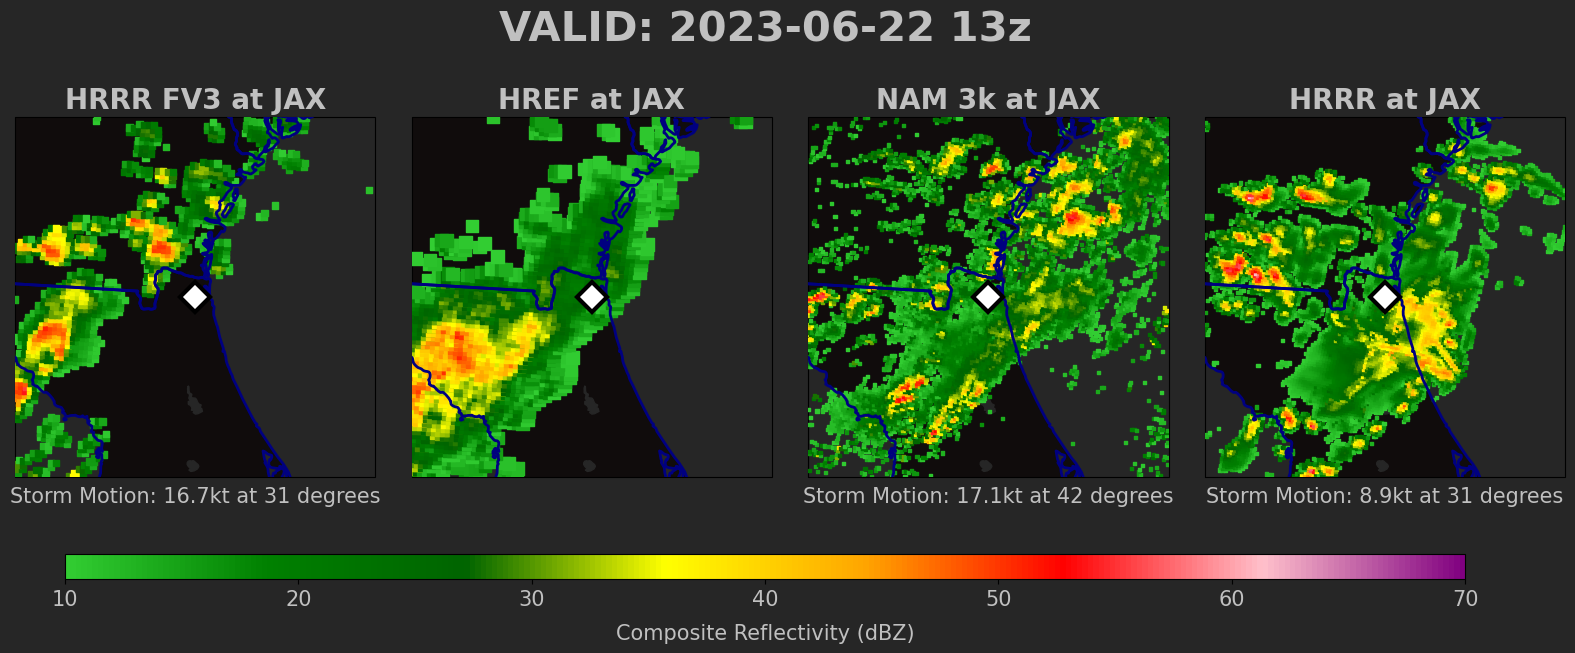 VALID: 2023-06-22 13z
HRRR FV3 at JAX
HREF at JAX
NAM 3k at JAX
HRRR at JAX
Storm Motion: 16.7kt at 31 degrees
Storm Motion: 17.1kt at 42 degrees
Storm Motion: 8.9kt at 31 degrees
10 20 30 40 50 60 70
Composite Reflectivity (dBZ)